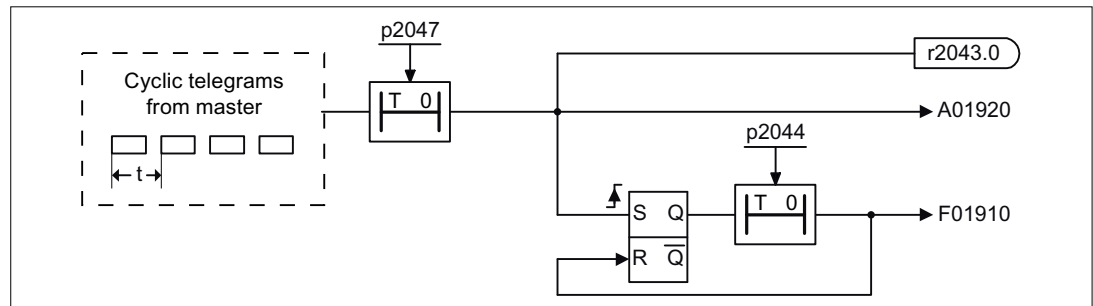 p2047
r2043.0
Cyclic telegrams
from master
T 0
A01920
t
p2044
T 0
S Q
F01910
R Q̅